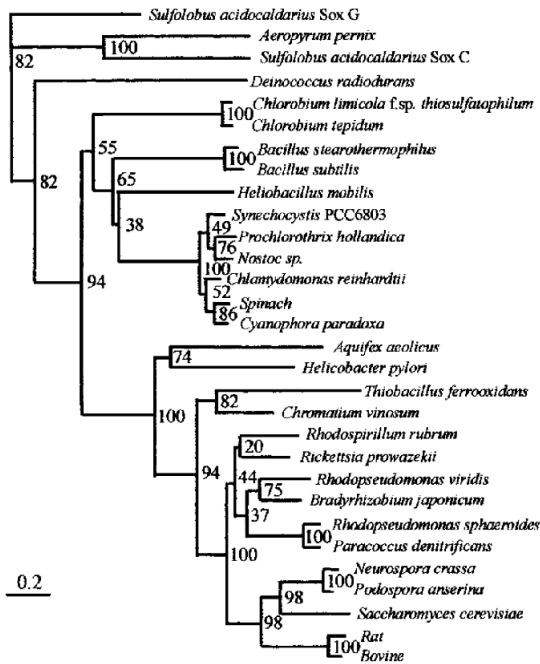 Sulfolobus acidocaldarius Sox G
Aeropyrum pernix
100
82
Sulfolobus acidocaldarius Sox C
Deinococcus radiodurans
Chlorobium limicola f.sp. thiosulfatophilum
100
Chlorobium tepidum
55
Bacillus stearothermophilus
100
Bacillus subtilis
82
65
Heliobacillus mobilis
Synechocystis PCC6803
38
49
Prochlorothrix hollandica
76
Nostoc sp.
100
94
Chlamydomonas reinhardtii
52
Spinach
86
Cyanophora paradoxa
Aquifex aeolicus
74
Helicobacter pylori
Thiobacillus ferrooxidans
82
100
Chromatium vinosum
Rhodospirillum rubrum
20
94
Rickettsia prowazekii
44
Rhodopseudomonas viridis
75
Bradyrhizobium japonicum
37
Rhodopseudomonas sphaeroides
100
100
Paracoccus denitrificans
Neurospora crassa
0.2
100
Podospora anserina
98
Saccharomyces cerevisiae
98
Rat
100
Bovine